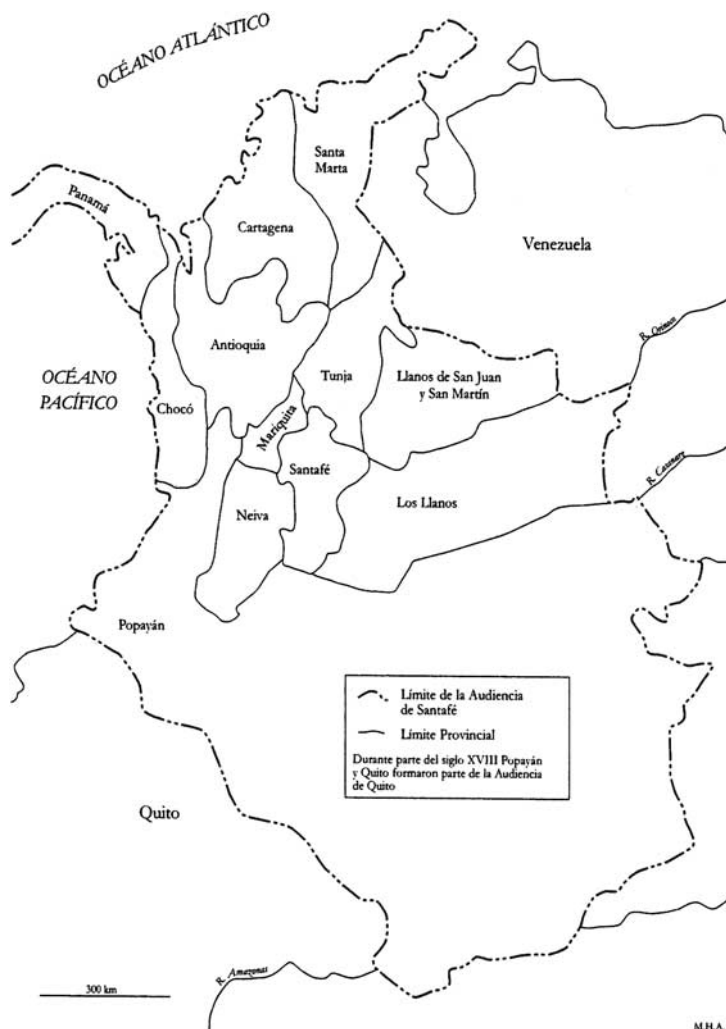 OCÉANO ATLÁNTICO
Santa
Marta
Panamá
Cartagena
Venezuela
R. Orinoco
Antioquia
OCÉANO
PACÍFICO
Tunja
Llanos de San Juan
y San Martín
Chocó
Mariquita
Santafé
R. Casanare
Neiva
Los Llanos
Popayán
Límite de la Audiencia
de Santafé
Límite Provincial
Durante parte del siglo XVIII Popayán
y Quito formaron parte de la Audiencia
de Quito
Quito
R. Amazonas
300 km
M.H.A.